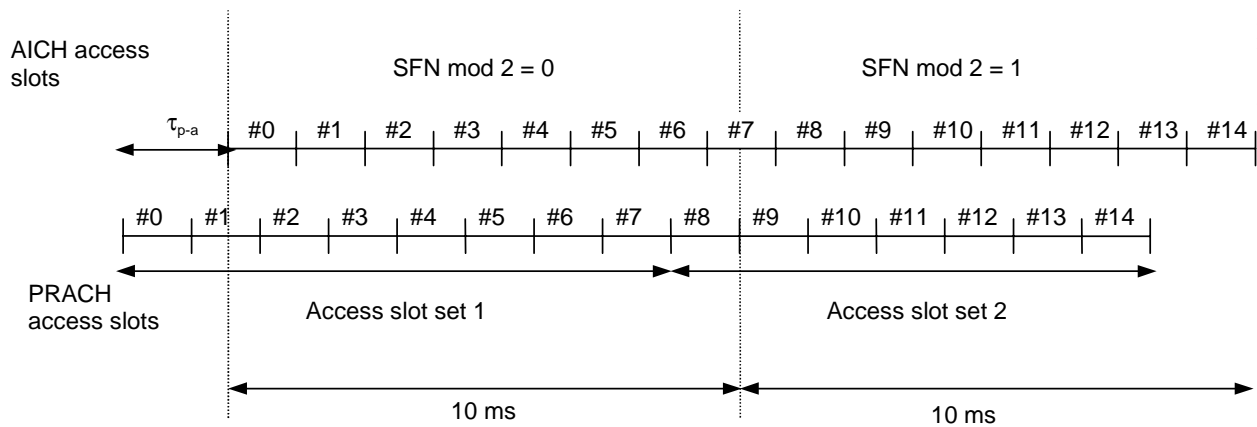 AICH access
slots
SFN mod 2 = 0
SFN mod 2 = 1
τp-a
#0 #1 #2 #3 #4 #5 #6 #7 #8 #9 #10 #11 #12 #13 #14
#0 #1 #2 #3 #4 #5 #6 #7 #8 #9 #10 #11 #12 #13 #14
PRACH
access slots
Access slot set 1
Access slot set 2
10 ms
10 ms